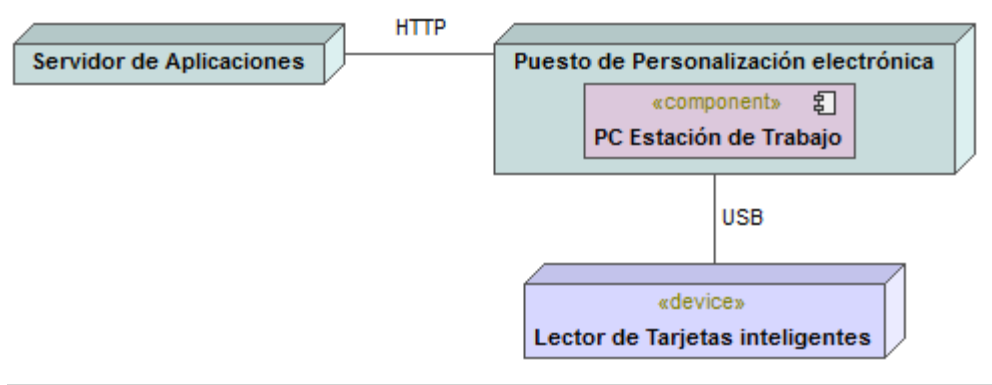 HTTP
Servidor de Aplicaciones
Puesto de Personalización electrónica
«component»
PC Estación de Trabajo
USB
«device»
Lector de Tarjetas inteligentes